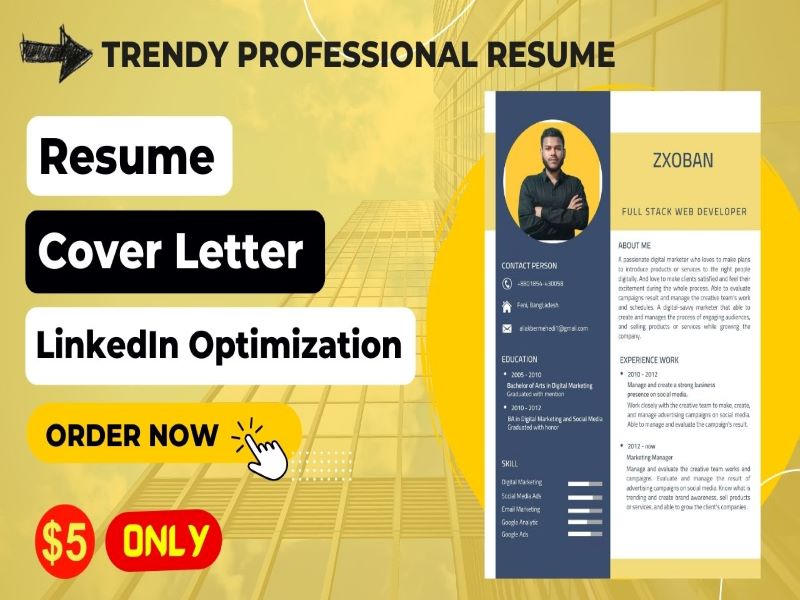 TRENDY PROFESSIONAL RESUME
Resume
Cover Letter
LinkedIn Optimization
ORDER NOW
$5 ONLY
ZXOBAN
FULL STACK WEB DEVELOPER
CONTACT PERSON
Feni, Bangladesh
EDUCATION
2005 - 2010
Bachelor of Arts in Digital Marketing
Graduated with mention
2010 - 2012
BA in Digital Marketing and Social Media
Graduated with honor
SKILL
Digital Marketing
Social Media Ads
Email Marketing
Google Analytic
Google Ads
ABOUT ME
A passionate digital marketer who loves to make plans
to introduce products or services to the right people
digitally. And love to make clients satisfied and feel their
excitement during the whole process. Able to evaluate
campaigns result and manage the creative team's work
and schedules. A digital-savvy marketer that able to
create and manages the process of engaging audiences,
and selling products or services while growing the
company.
EXPERIENCE WORK
2010 - 2012
Manage and create a strong business
presence on social media,
Work closely with the creative team to make, create,
and manage advertising campaigns on social media.
Able to manage and evaluate the campaign's result.
2012 - now
Marketing Manager
Manage and evaluate the creative team works and
campaigns. Evaluate and manage the result of
advertising campaigns on social media. Know what is
trending and create brand awareness, sell products
or services, and able to grow the client's companies.